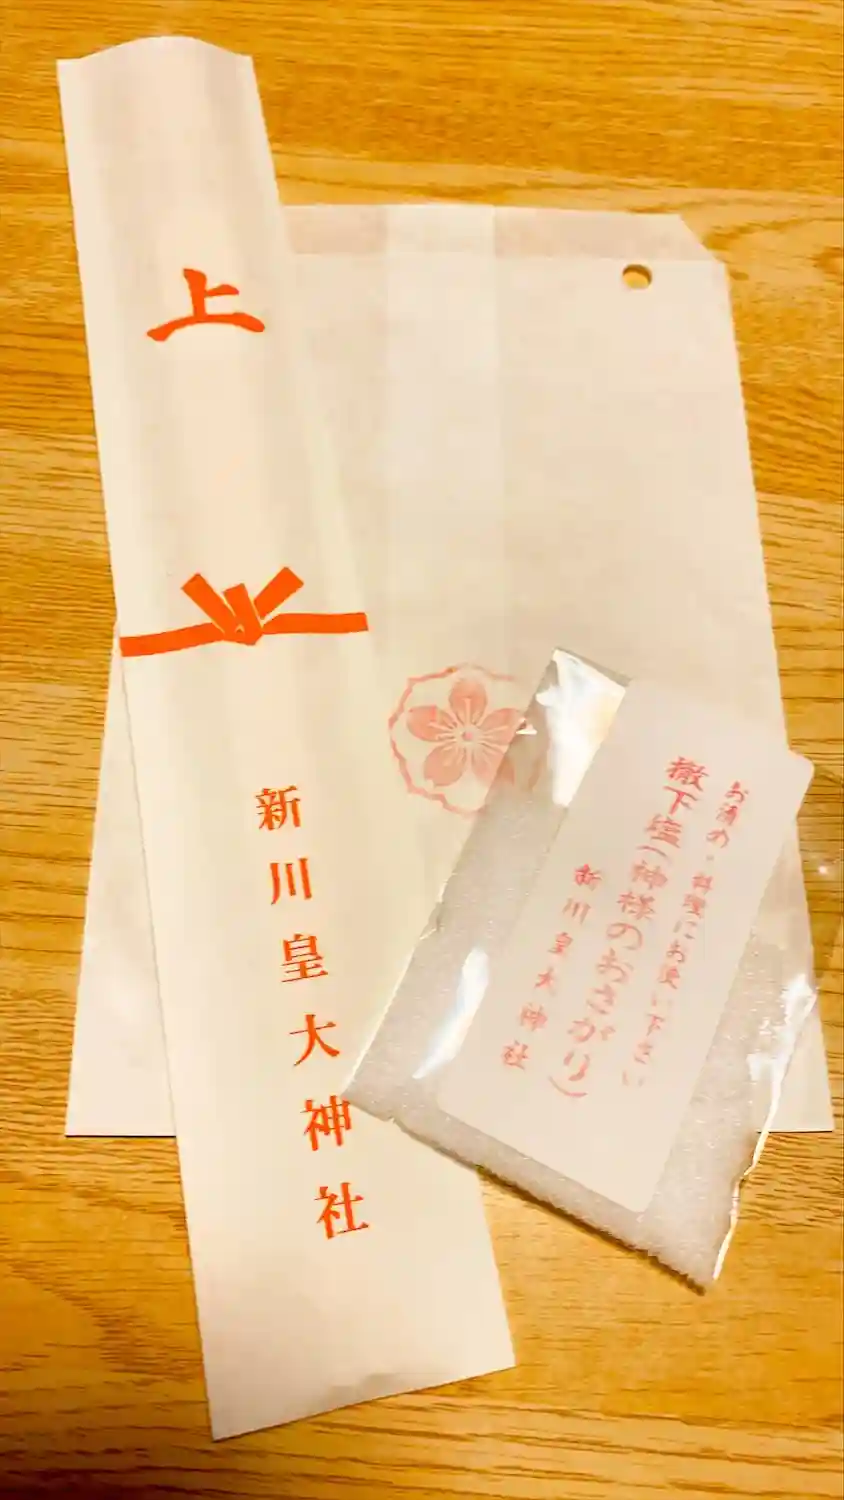 上
新川皇大神社
お清め・料理にお使い下さい
撤下塩(神様のおさがり)
新川皇大神社